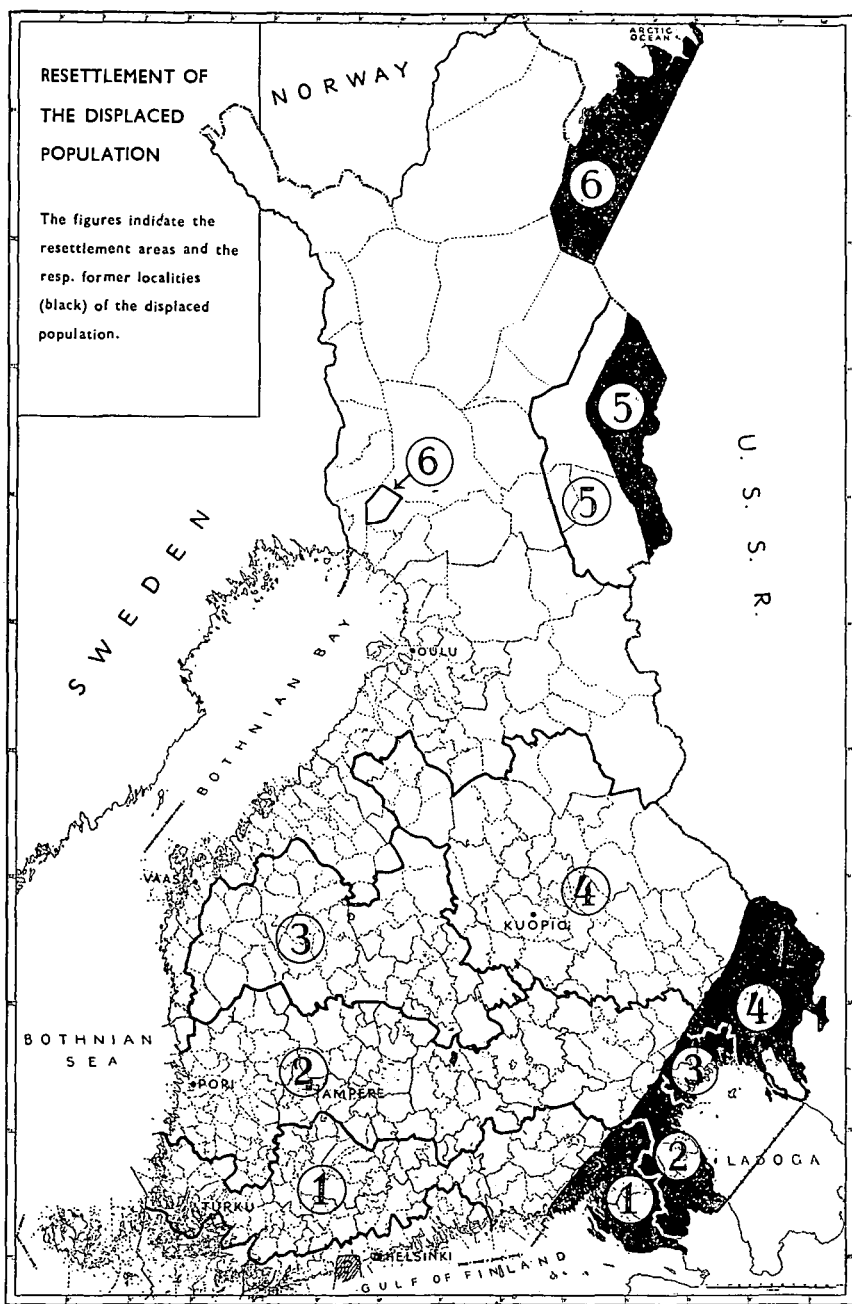 RESETTLEMENT OF
THE DISPLACED
POPULATION
The figures indidate the
resettlement areas and the
resp. former localities
(black) of the displaced
population.
ARCTIC
OCEAN
NORWAY
6
5
6
5
U.S.S.R.
SWEDEN
OULU
BOTHNIAN BAY
VAAS
4
KUOPIO
3
4
BOTHNIAN
SEA
3
2
PORI
TAMPERE
2
LADOGA
1
1
TURKU
HELSINKI
GULF OF FINLAND